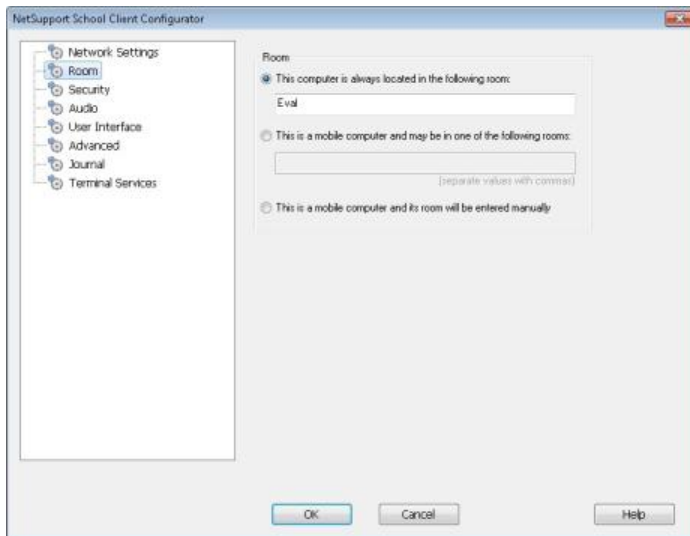 NetSupport School Client Configurator
Network Settings
Room
Security
Audio
User Interface
Advanced
Journal
Terminal Services
Room
This computer is always located in the following room:
Eval
This is a mobile computer and may be in one of the following rooms:
(separate values with commas)
This is a mobile computer and its room will be entered manually
OK
Cancel
Help